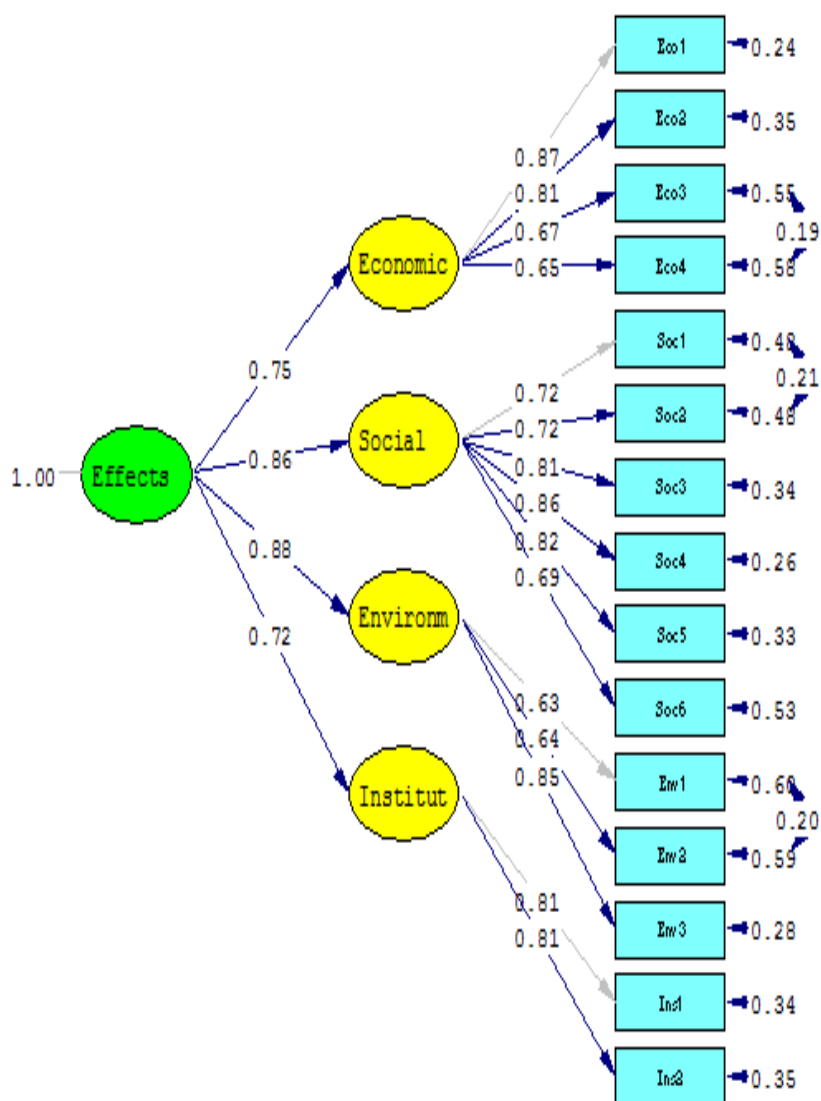 Eco1
0.24
Eco2
0.35
0.87
0.81
Eco3
0.55
0.67
0.19
Economic
0.65
Eco4
0.58
Soc1
0.48
0.75
0.21
0.72
Soc2
0.48
0.72
Social
0.86
0.81
1.00
Effects
Soc3
0.34
0.86
0.82
0.88
Soc4
0.26
0.69
Environm
0.72
Soc5
0.33
0.63
Soc6
0.53
0.64
0.85
Env1
0.60
Institut
0.20
Env2
0.59
0.81
Env3
0.28
0.81
Ins1
0.34
Ins2
0.35